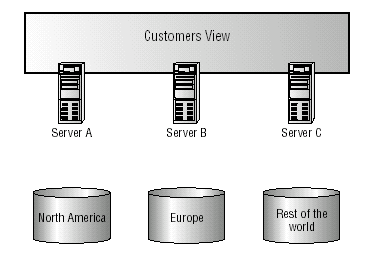 Customers View
Server A
Server B
Server C
North America
Europe
Rest of the
world